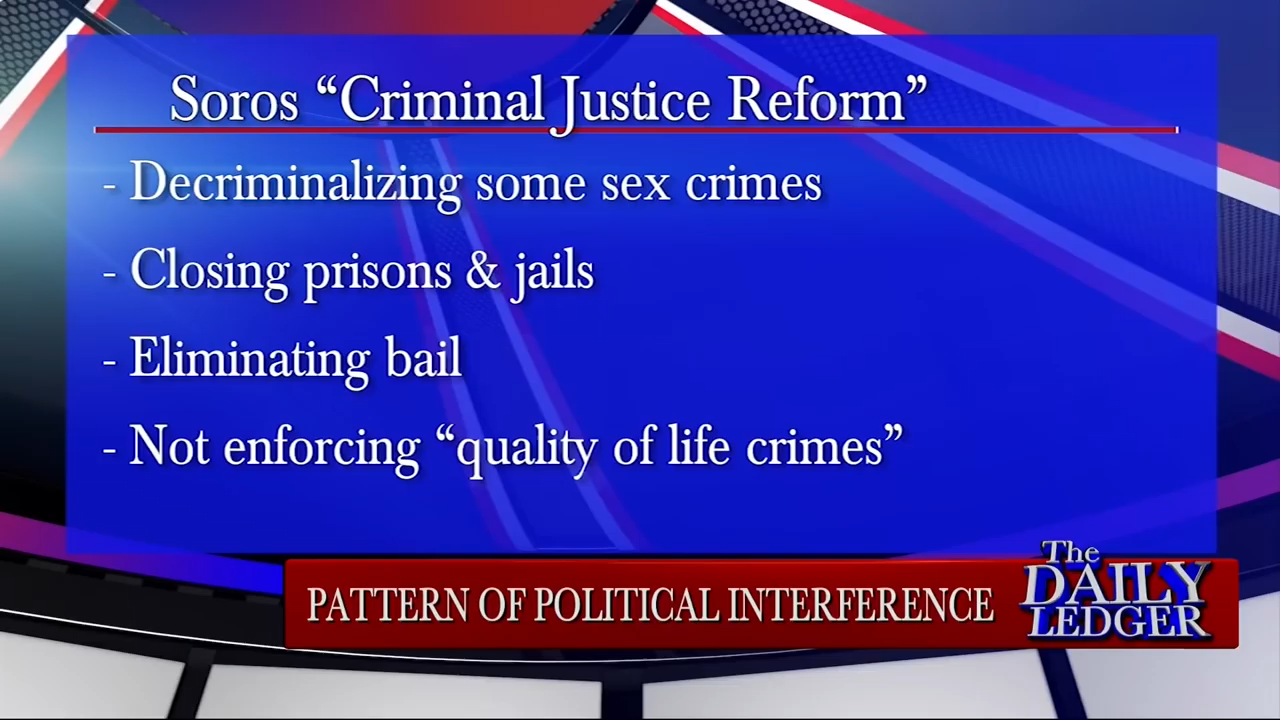 Soros “Criminal Justice Reform”
- Decriminalizing some sex crimes
- Closing prisons & jails
- Eliminating bail
- Not enforcing “quality of life crimes”
PATTERN OF POLITICAL INTERFERENCE
The
DAILY
LEDGER